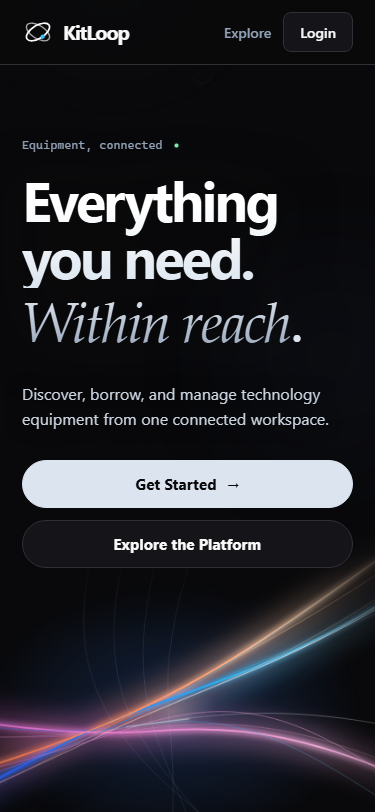 KitLoop
Explore
Login
Equipment, connected
Everything
you need.
Within reach.
Discover, borrow, and manage technology
equipment from one connected workspace.
Get Started →
Explore the Platform